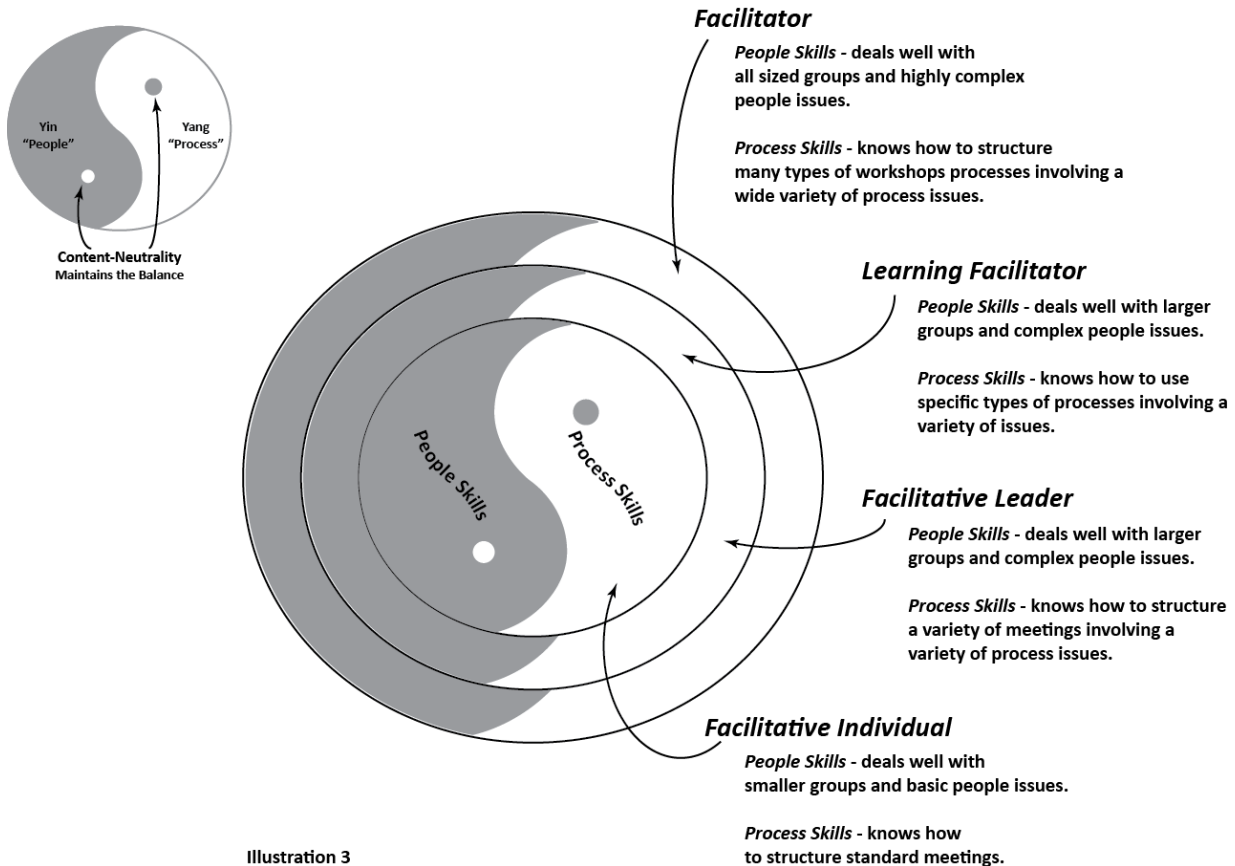 Yin
"People"
Yang
"Process"
Content-Neutrality
Maintains the Balance
Facilitator
People Skills - deals well with
all sized groups and highly complex
people issues.
Process Skills - knows how to structure
many types of workshops processes involving a
wide variety of process issues.
Learning Facilitator
People Skills - deals well with larger
groups and complex people issues.
Process Skills - knows how to use
specific types of processes involving a
variety of issues.
People Skills
Process Skills
Facilitative Leader
People Skills - deals well with larger
groups and complex people issues.
Process Skills - knows how to structure
a variety of meetings involving a
variety of process issues.
Facilitative Individual
People Skills - deals well with
smaller groups and basic people issues.
Process Skills - knows how
to structure standard meetings.
Illustration 3